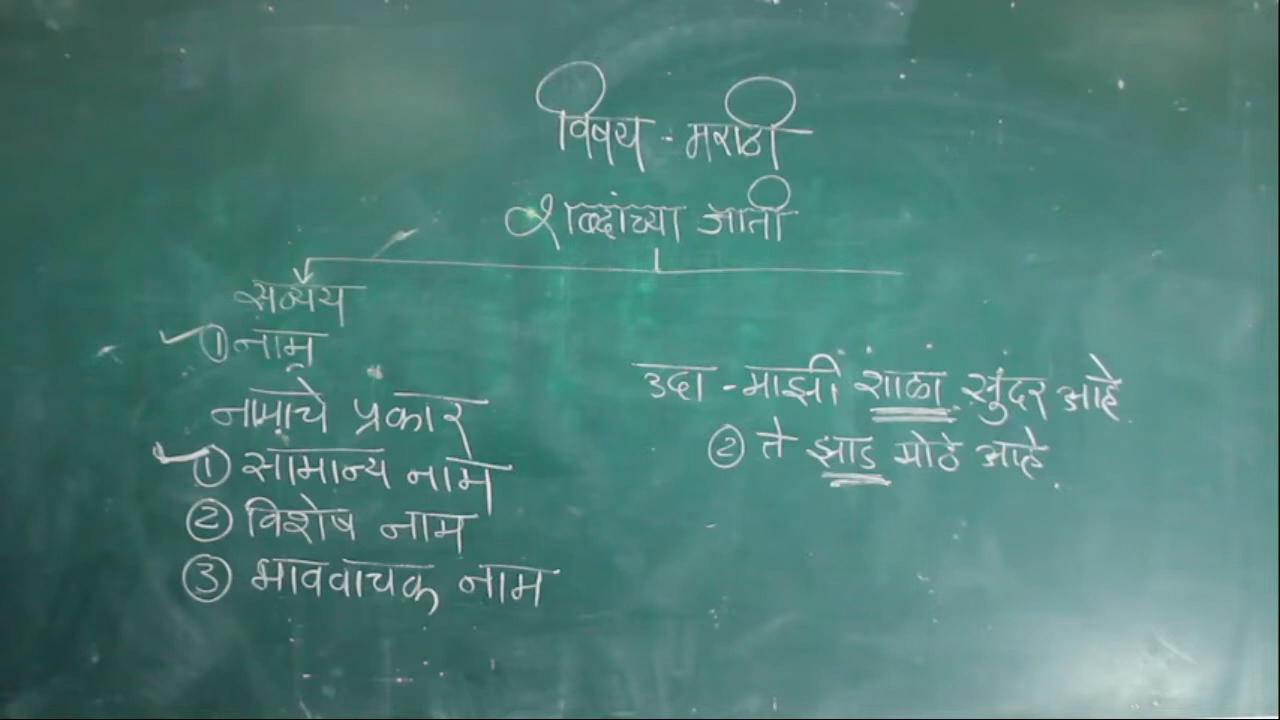 विषय - मराठी
शब्दांच्या जाती
सव्यय
① नाम
नामाचे प्रकार
① सामान्य नाम
② विशेष नाम
③ भाववाचक नाम
उदा - माझी शाळा सुंदर आहे.
② ते झाड मोठे आहे.